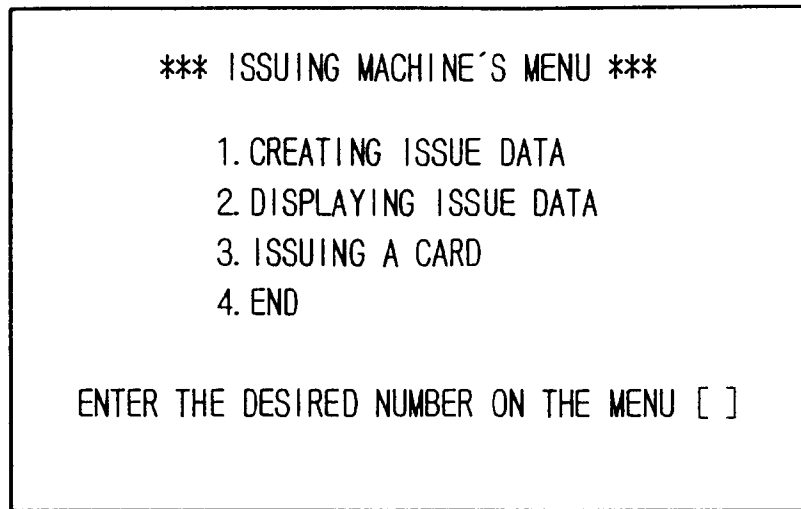 *** ISSUING MACHINE´S MENU ***
1. CREATING ISSUE DATA
2. DISPLAYING ISSUE DATA
3. ISSUING A CARD
4. END
ENTER THE DESIRED NUMBER ON THE MENU [ ]